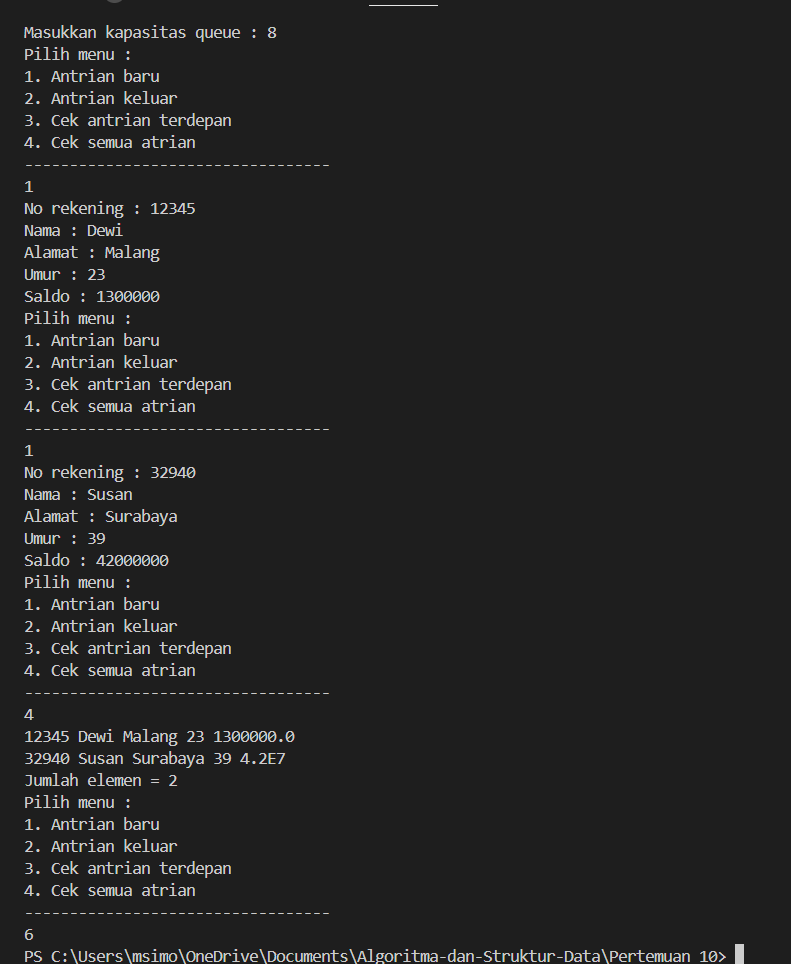 Masukkan kapasitas queue : 8
Pilih menu :
1. Antrian baru
2. Antrian keluar
3. Cek antrian terdepan
4. Cek semua atrian
----------------------------------
1
No rekening : 12345
Nama : Dewi
Alamat : Malang
Umur : 23
Saldo : 1300000
Pilih menu :
1. Antrian baru
2. Antrian keluar
3. Cek antrian terdepan
4. Cek semua atrian
----------------------------------
1
No rekening : 32940
Nama : Susan
Alamat : Surabaya
Umur : 39
Saldo : 42000000
Pilih menu :
1. Antrian baru
2. Antrian keluar
3. Cek antrian terdepan
4. Cek semua atrian
----------------------------------
4
12345 Dewi Malang 23 1300000.0
32940 Susan Surabaya 39 4.2E7
Jumlah elemen = 2
Pilih menu :
1. Antrian baru
2. Antrian keluar
3. Cek antrian terdepan
4. Cek semua atrian
----------------------------------
6
PS C:\Users\msimo\OneDrive\Documents\Algoritma-dan-Struktur-Data\Pertemuan 10>